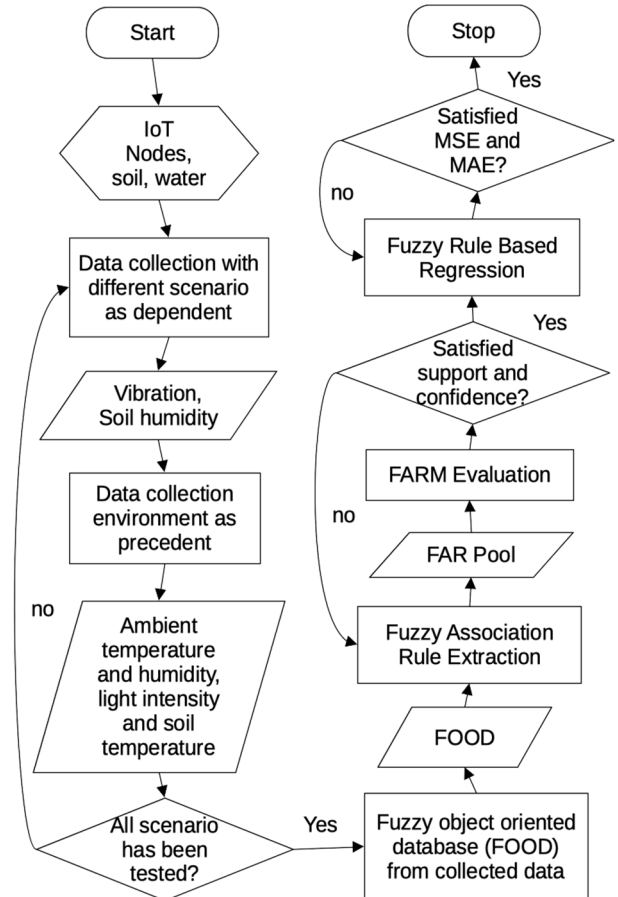 Start
IoT
Nodes,
soil, water
Data collection with
different scenario
as dependent
Vibration,
Soil humidity
Data collection
environment as
precedent
Ambient
temperature
and humidity,
light intensity
and soil
temperature
no
All scenario
has been
tested?
Yes
Fuzzy object oriented
database (FOOD)
from collected data
FOOD
Fuzzy Association
Rule Extraction
FAR Pool
FARM Evaluation
no
Satisfied
support and
confidence?
Yes
Fuzzy Rule Based
Regression
no
Satisfied
MSE and
MAE?
Yes
Stop